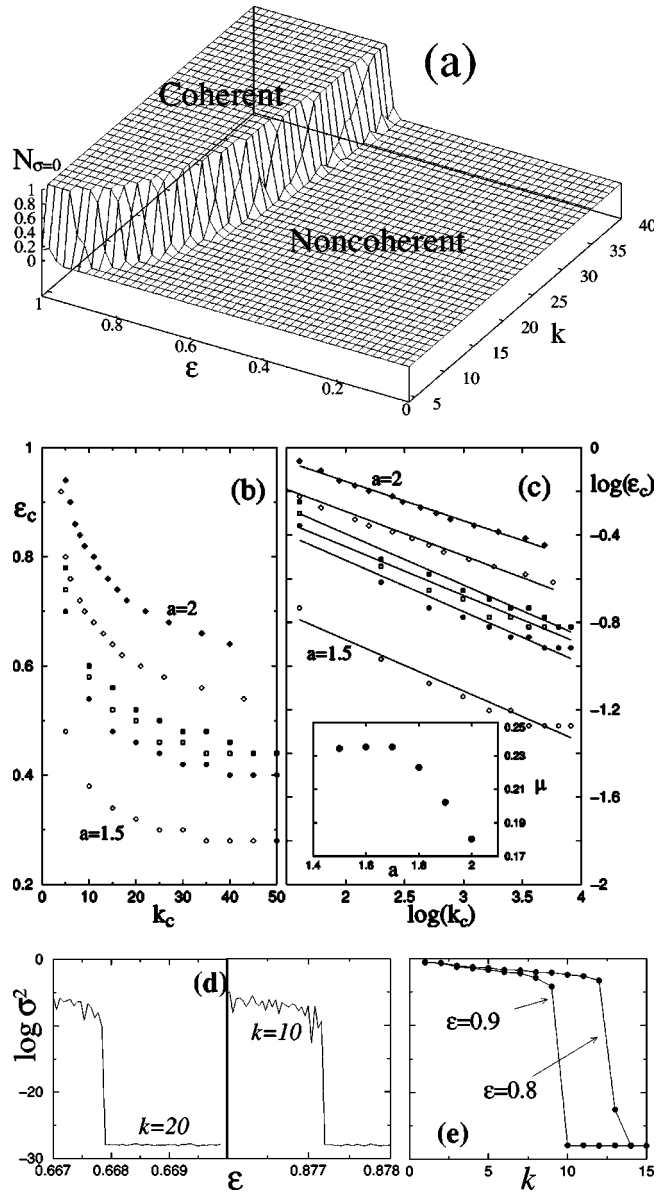 (a)
Coherent
Noncoherent
N_σ=0
1
0.8
0.6
0.4
0.2
0
1
0.8
0.6
0.4
0.2
0
ε
5
10
15
20
25
30
35
40
k
(b)
ε_c
1
0.8
0.6
0.4
0.2
a=2
a=1.5
0
10
20
30
40
50
k_c
(c)
a=2
a=1.5
log(ε_c)
0
−0.4
−0.8
−1.2
−1.6
−2
2
2.5
3
3.5
4
log(k_c)
0.25
0.23
0.21
0.19
0.17
μ
1.4
1.6
1.8
2
a
(d)
log σ²
0
−10
−20
−30
k=20
k=10
0.667
0.668
0.669
0.877
0.878
ε
(e)
ε=0.9
ε=0.8
0
5
10
15
k